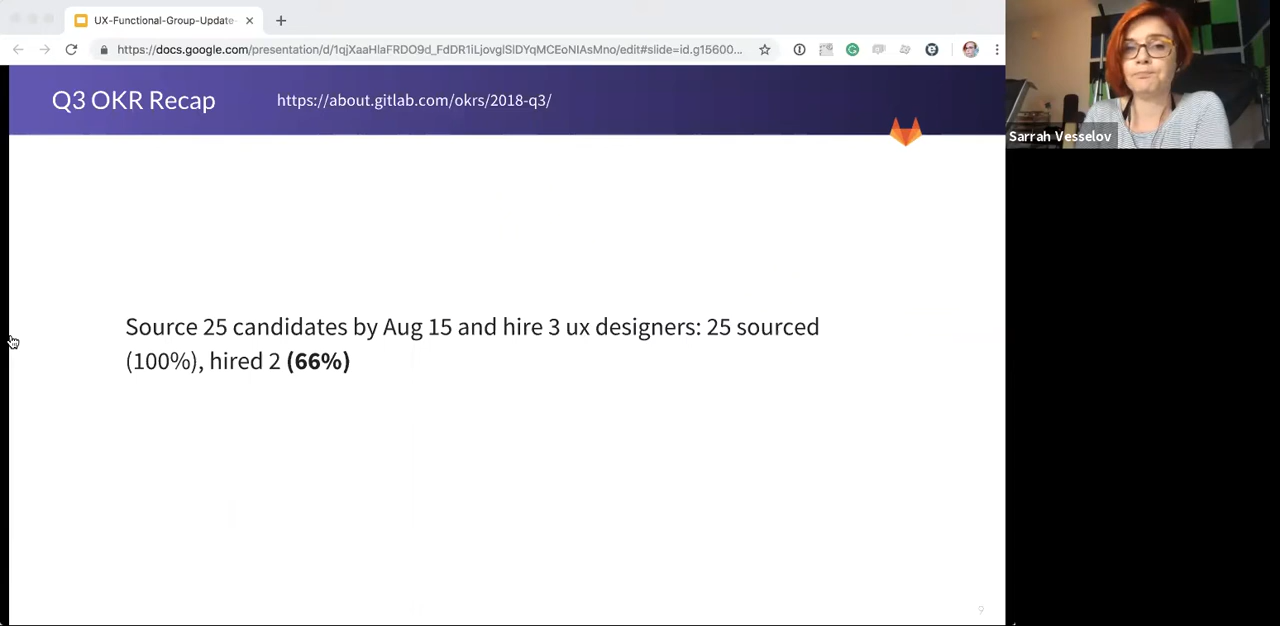 UX-Functional-Group-Update-
https://docs.google.com/presentation/d/1qjXaaHlaFRDO9d_FdDR1iLjovglSlDYqMCEoNIAsMno/edit#slide=id.g15600...
Q3 OKR Recap
https://about.gitlab.com/okrs/2018-q3/
Sarrah Vesselov
Source 25 candidates by Aug 15 and hire 3 ux designers: 25 sourced
(100%), hired 2 (66%)
9